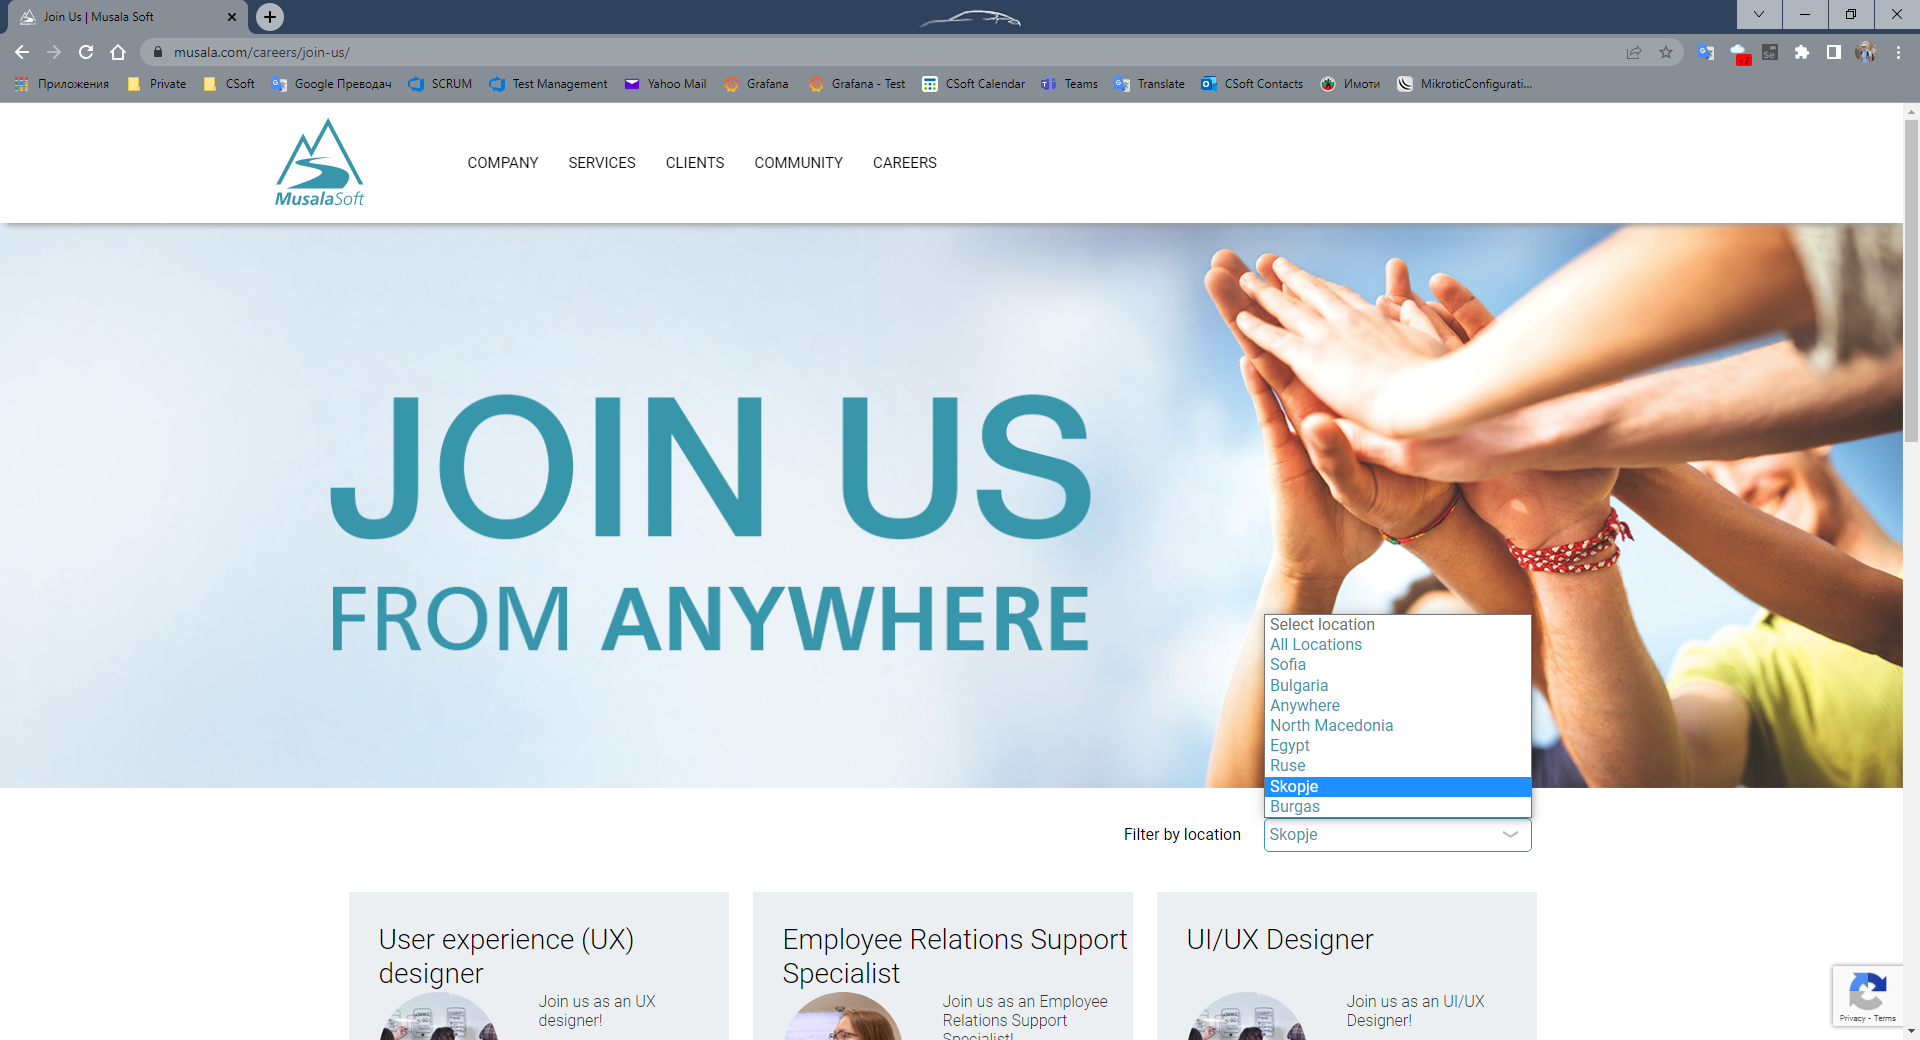 Join Us | Musala Soft
musala.com/careers/join-us/
Приложения Private CSoft Google Преводач SCRUM Test Management Yahoo Mail Grafana Grafana - Test CSoft Calendar Teams Translate CSoft Contacts Имоти MikroticConfigurati...
MusalaSoft
COMPANY SERVICES CLIENTS COMMUNITY CAREERS
JOIN US
FROM ANYWHERE
Select location
All Locations
Sofia
Bulgaria
Anywhere
North Macedonia
Egypt
Ruse
Skopje
Burgas
Filter by location Skopje
User experience (UX)
designer
Join us as an UX
designer!
Employee Relations Support
Specialist
Join us as an Employee
Relations Support
Specialist!
UI/UX Designer
Join us as an UI/UX
Designer!
Privacy - Terms